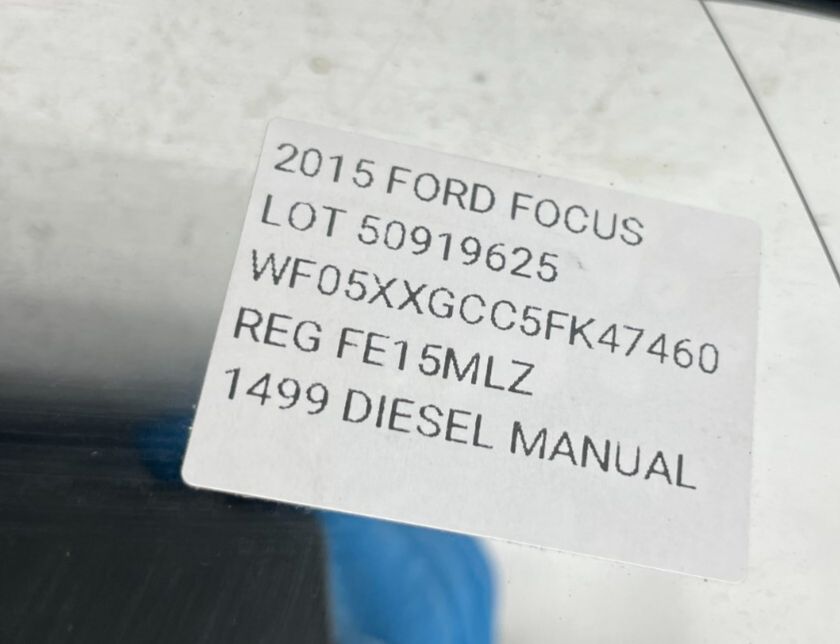 2015 FORD FOCUS
LOT 50919625
WF05XXGCC5FK47460
REG FE15MLZ
1499 DIESEL MANUAL